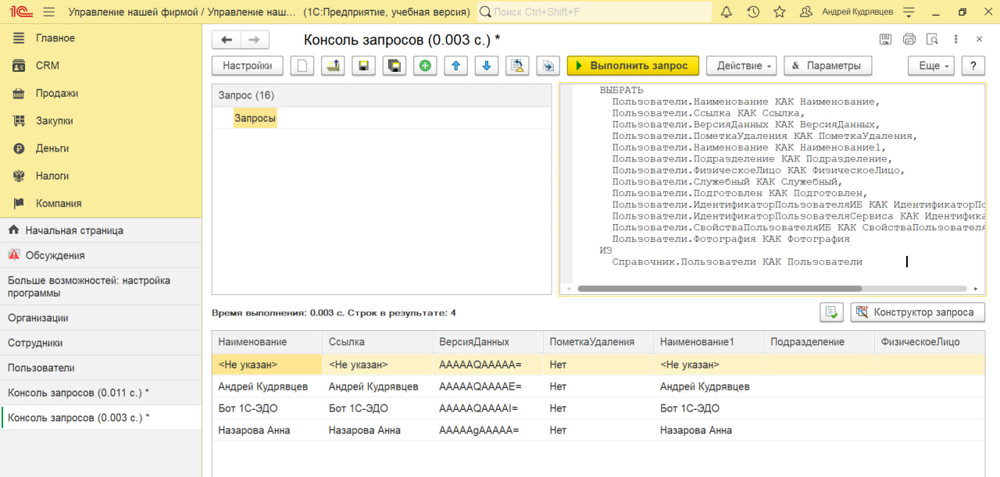 Управление нашей фирмой / Управление наш... (1С:Предприятие, учебная версия)
Поиск Ctrl+Shift+F
Андрей Кудрявцев
Главное
CRM
Продажи
Закупки
Деньги
Налоги
Компания
Начальная страница
Обсуждения
Больше возможностей: настройка
программы
Организации
Сотрудники
Пользователи
Консоль запросов (0.011 с.) *
Консоль запросов (0.003 с.) *
Консоль запросов (0.003 с.) *
Настройки
Выполнить запрос
Действие
& Параметры
Еще
?
Запрос (16)
Запросы
ВЫБРАТЬ
Пользователи.Наименование КАК Наименование,
Пользователи.Ссылка КАК Ссылка,
Пользователи.ВерсияДанных КАК ВерсияДанных,
Пользователи.ПометкаУдаления КАК ПометкаУдаления,
Пользователи.Наименование КАК Наименование1,
Пользователи.Подразделение КАК Подразделение,
Пользователи.ФизическоеЛицо КАК ФизическоеЛицо,
Пользователи.Служебный КАК Служебный,
Пользователи.Подготовлен КАК Подготовлен,
Пользователи.ИдентификаторПользователяИБ КАК ИдентификаторПо
Пользователи.ИдентификаторПользователяСервиса КАК Идентифика
Пользователи.СвойстваПользователяИБ КАК СвойстваПользователя
Пользователи.Фотография КАК Фотография
ИЗ
Справочник.Пользователи КАК Пользователи
Время выполнения: 0.003 с. Строк в результате: 4
Конструктор запроса
Наименование Ссылка ВерсияДанных ПометкаУдаления Наименование1 Подразделение ФизическоеЛицо
<Не указан> <Не указан> AAAAAQAAAAA= Нет <Не указан>
Андрей Кудрявцев Андрей Кудрявцев AAAAAQAAAAE= Нет Андрей Кудрявцев
Бот 1С-ЭДО Бот 1С-ЭДО AAAAAQAAAAI= Нет Бот 1С-ЭДО
Назарова Анна Назарова Анна AAAAAgAAAAA= Нет Назарова Анна